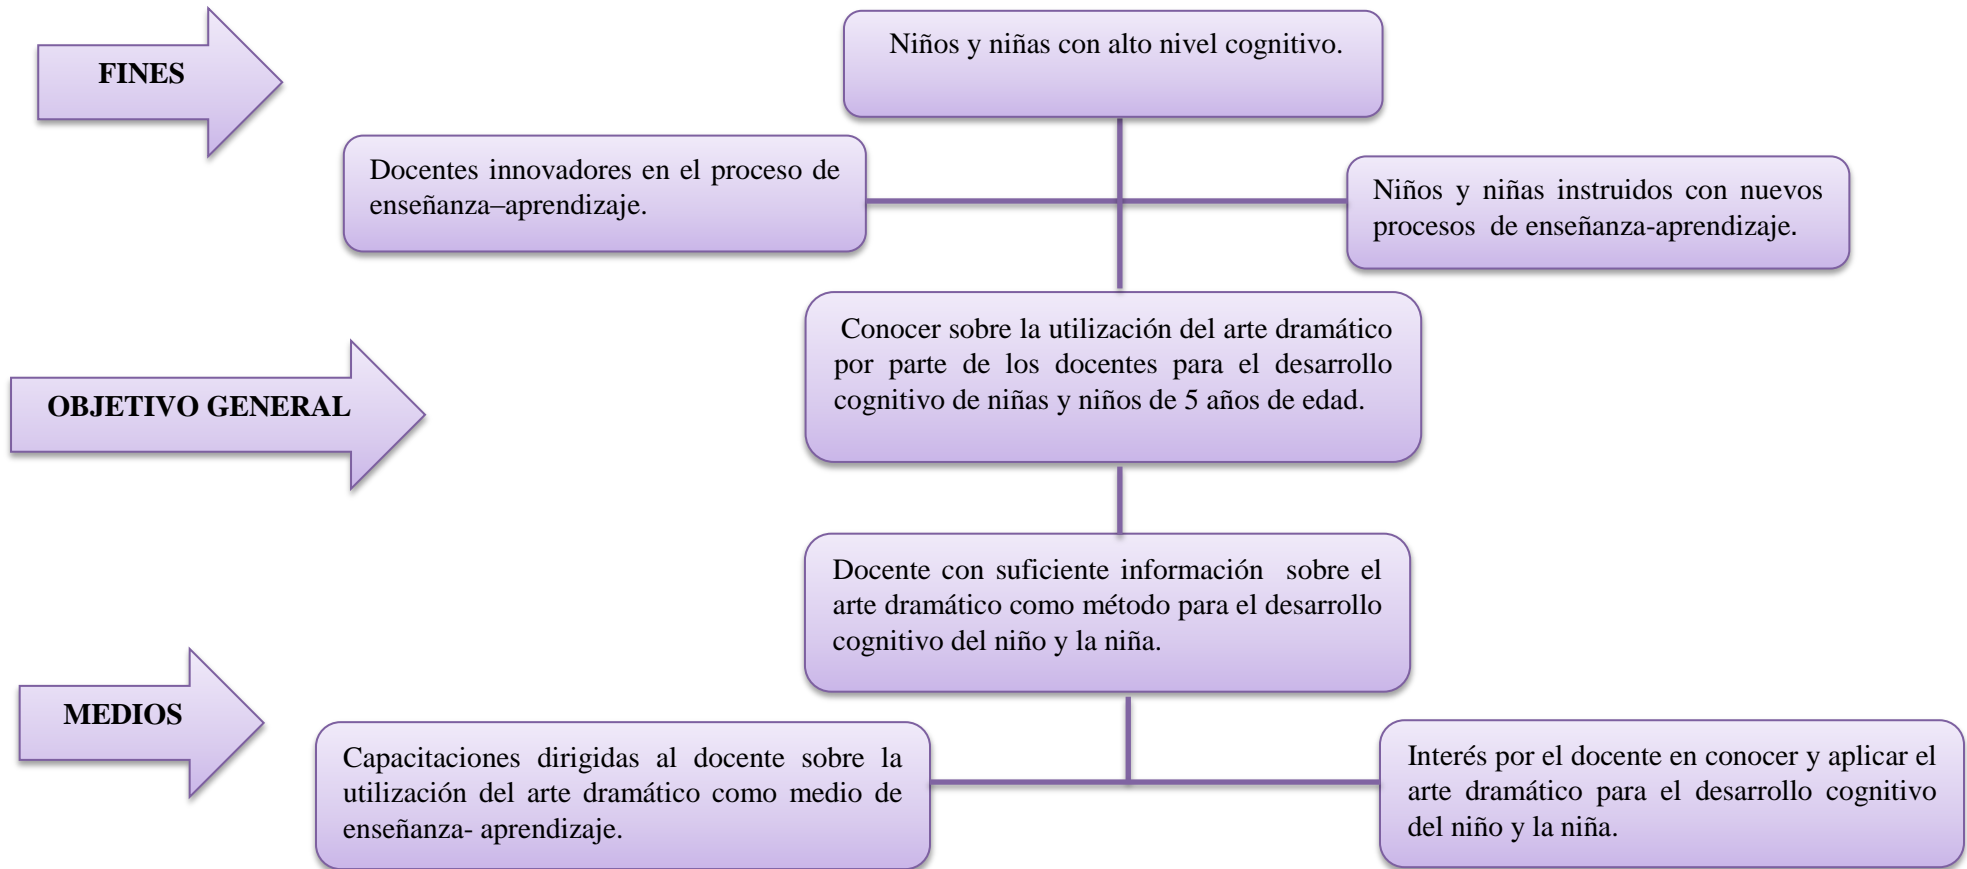 FINES
Niños y niñas con alto nivel cognitivo.
Docentes innovadores en el proceso de
enseñanza–aprendizaje.
Niños y niñas instruidos con nuevos
procesos  de enseñanza-aprendizaje.
OBJETIVO GENERAL
Conocer sobre la utilización del arte dramático
por parte de los docentes para el desarrollo
cognitivo de niñas y niños de 5 años de edad.
Docente con suficiente información  sobre el
arte dramático como método para el desarrollo
cognitivo del niño y la niña.
MEDIOS
Capacitaciones dirigidas al docente sobre la
utilización del arte dramático como medio de
enseñanza- aprendizaje.
Interés por el docente en conocer y aplicar el
arte dramático para el desarrollo cognitivo
del niño y la niña.